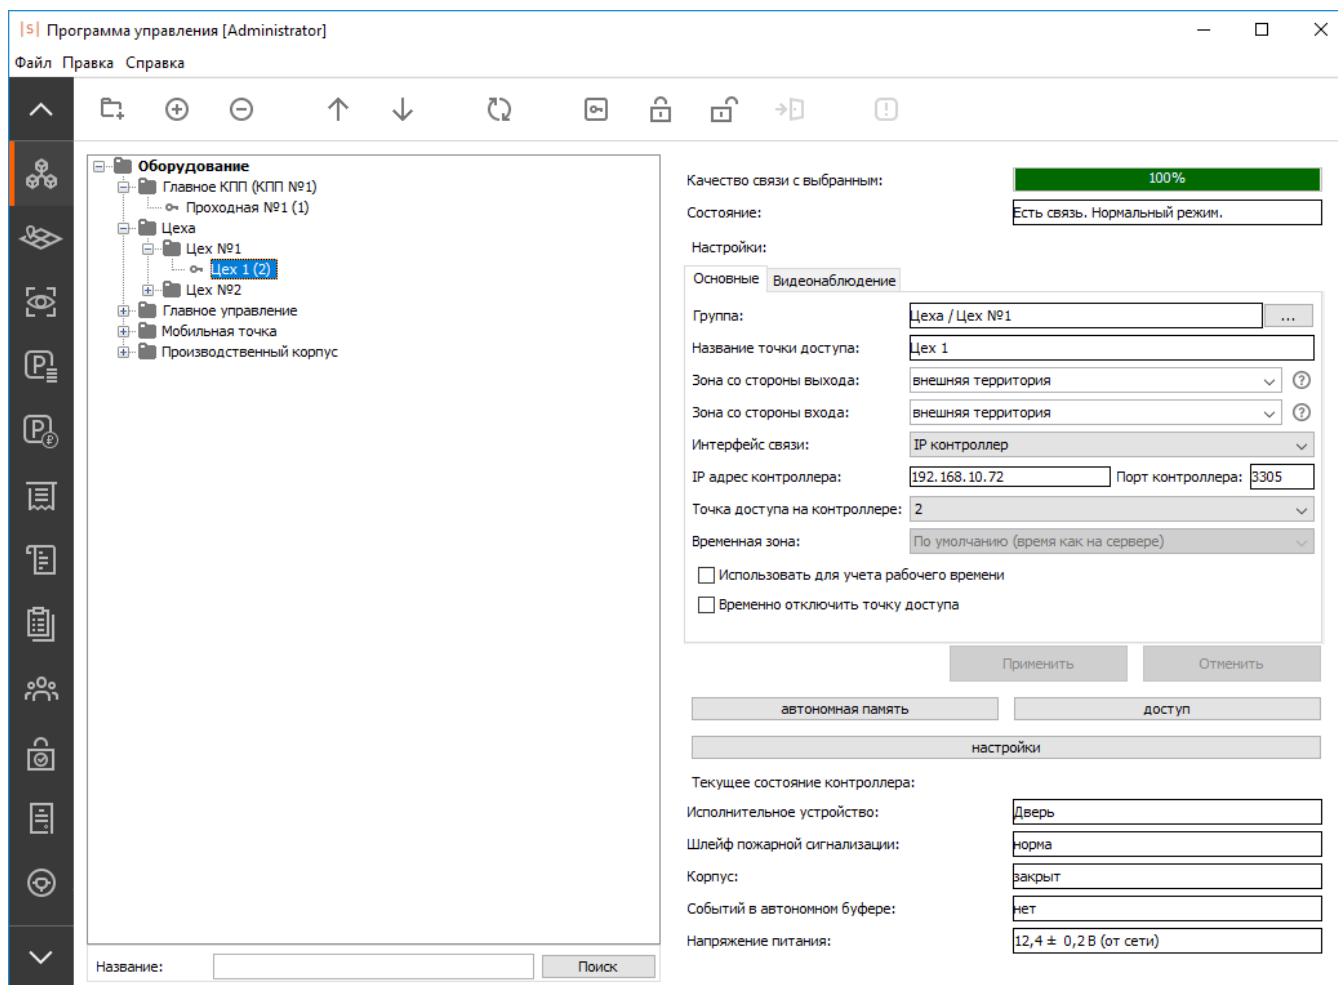 |S| Программа управления [Administrator]
Файл Правка Справка
Оборудование
Главное КПП (КПП №1)
Проходная №1 (1)
Цеха
Цех №1
Цех 1 (2)
Цех №2
Главное управление
Мобильная точка
Производственный корпус
Название:
Поиск
Качество связи с выбранным: 100%
Состояние: Есть связь. Нормальный режим.
Настройки:
Основные Видеонаблюдение
Группа: Цеха / Цех №1 ...
Название точки доступа: Цех 1
Зона со стороны выхода: внешняя территория ?
Зона со стороны входа: внешняя территория ?
Интерфейс связи: IP контроллер
IP адрес контроллера: 192.168.10.72 Порт контроллера: 3305
Точка доступа на контроллере: 2
Временная зона: По умолчанию (время как на сервере)
Использовать для учета рабочего времени
Временно отключить точку доступа
Применить Отменить
автономная память доступ
настройки
Текущее состояние контроллера:
Исполнительное устройство: Дверь
Шлейф пожарной сигнализации: норма
Корпус: закрыт
Событий в автономном буфере: нет
Напряжение питания: 12,4 ± 0,2 В (от сети)